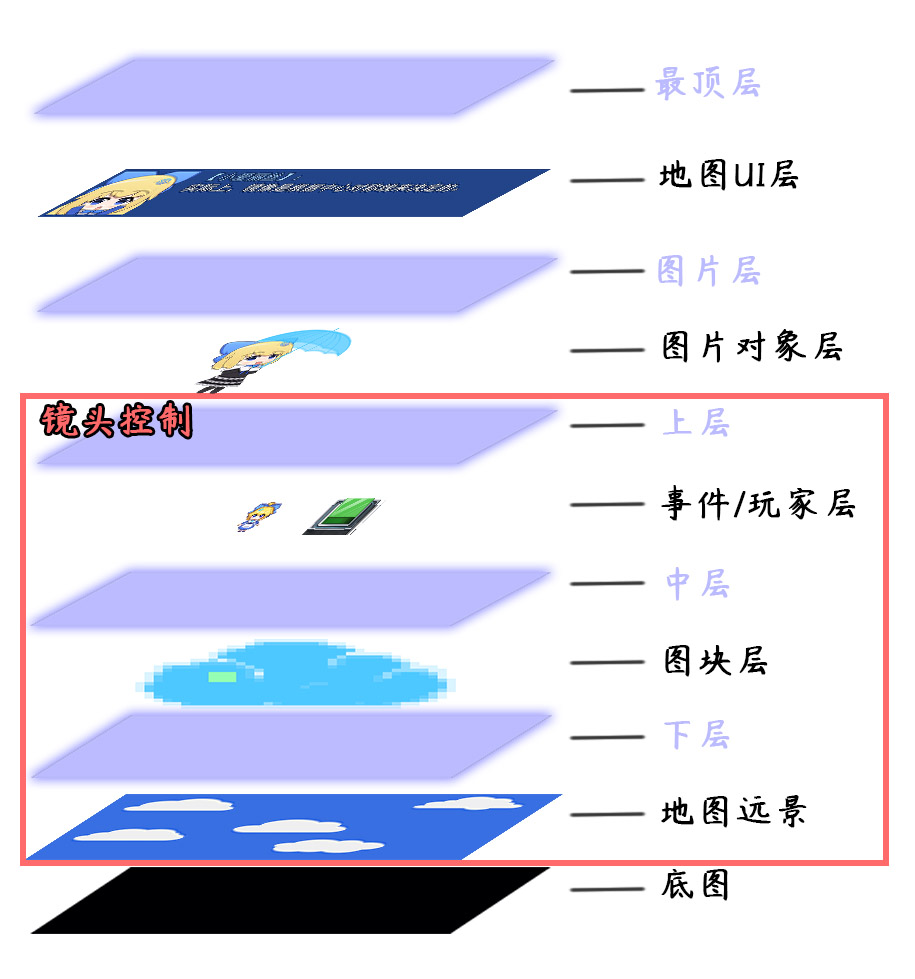 最顶层
地图UI层
图片层
图片对象层
镜头控制
上层
事件/玩家层
中层
图块层
下层
地图远景
底图